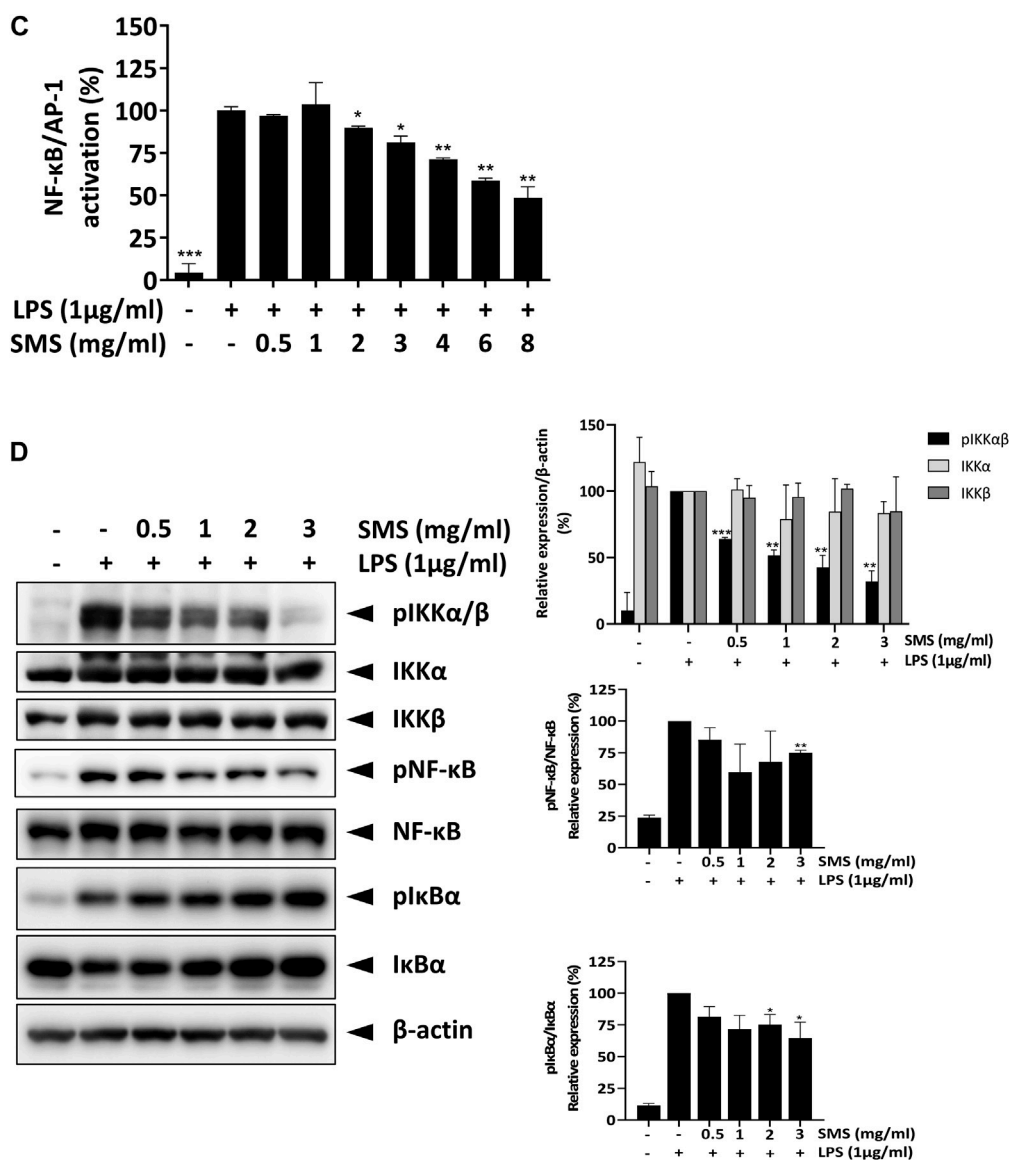 C
NF-κB/AP-1
activation (%)
150
125
100
75
50
25
0
***
*
*
**
**
**
LPS (1µg/ml) - + + + + + + + +
SMS (mg/ml) - - 0.5 1 2 3 4 6 8
D
- - 0.5 1 2 3 SMS (mg/ml)
- + + + + + LPS (1µg/ml)
pIKKα/β
IKKα
IKKβ
pNF-κB
NF-κB
pIκBα
IκBα
β-actin
Relative expression/β-actin
(%)
150
100
50
0
***
**
**
**
pIKKαβ
IKKα
IKKβ
- - 0.5 1 2 3 SMS (mg/ml)
- + + + + + LPS (1µg/ml)
pNF-κB/NF-κB
Relative expression (%)
125
100
75
50
25
0
**
- - 0.5 1 2 3 SMS (mg/ml)
- + + + + + LPS (1µg/ml)
pIκBα/IκBα
Relative expression (%)
125
100
75
50
25
0
*
*
- - 0.5 1 2 3 SMS (mg/ml)
- + + + + + LPS (1µg/ml)